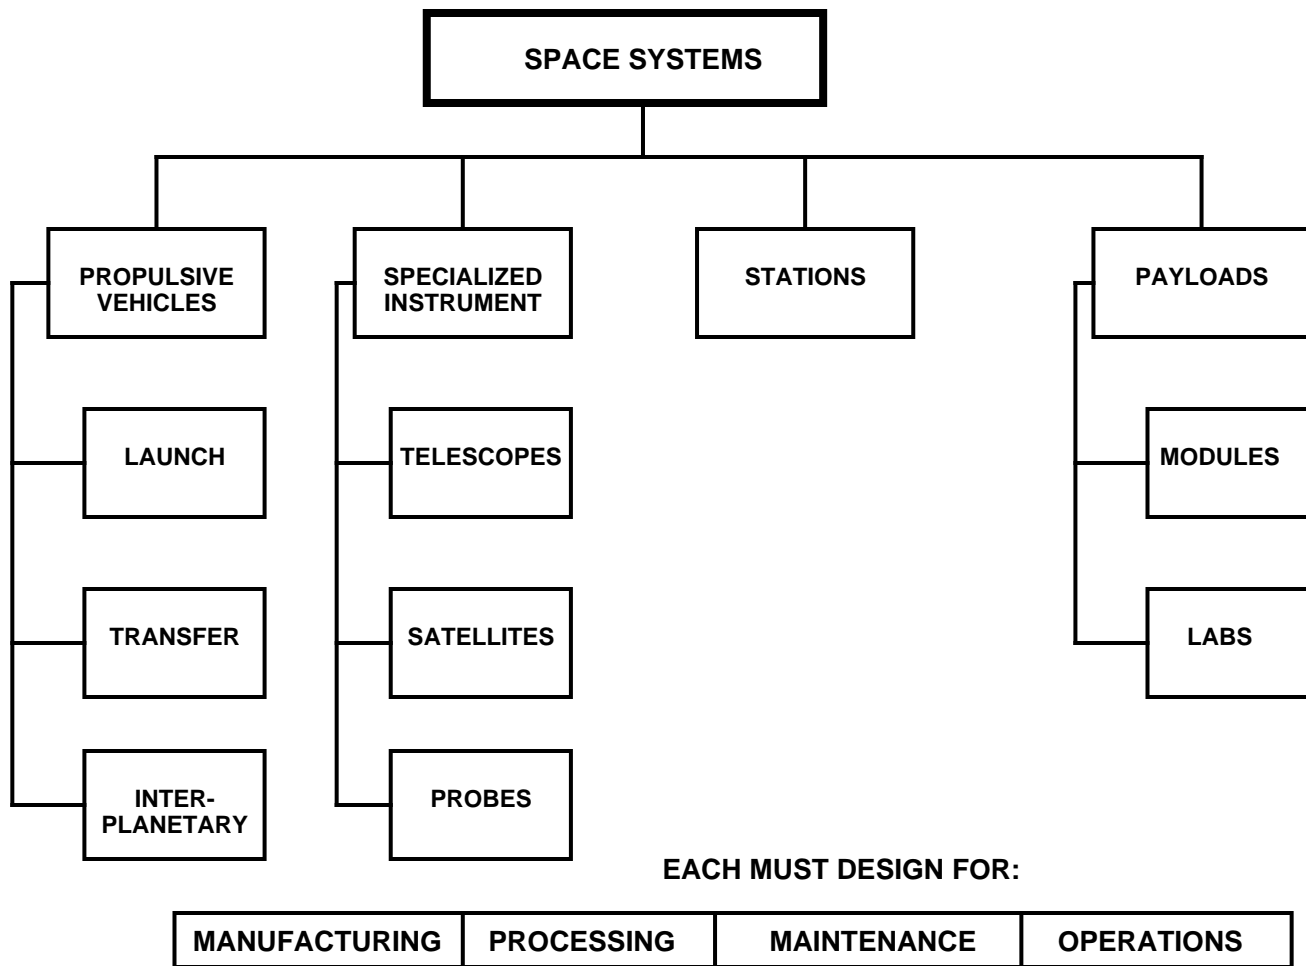 SPACE SYSTEMS
PROPULSIVE
VEHICLES
SPECIALIZED
INSTRUMENT
STATIONS
PAYLOADS
LAUNCH
TELESCOPES
MODULES
TRANSFER
SATELLITES
LABS
INTER-
PLANETARY
PROBES
EACH MUST DESIGN FOR:
MANUFACTURING
PROCESSING
MAINTENANCE
OPERATIONS